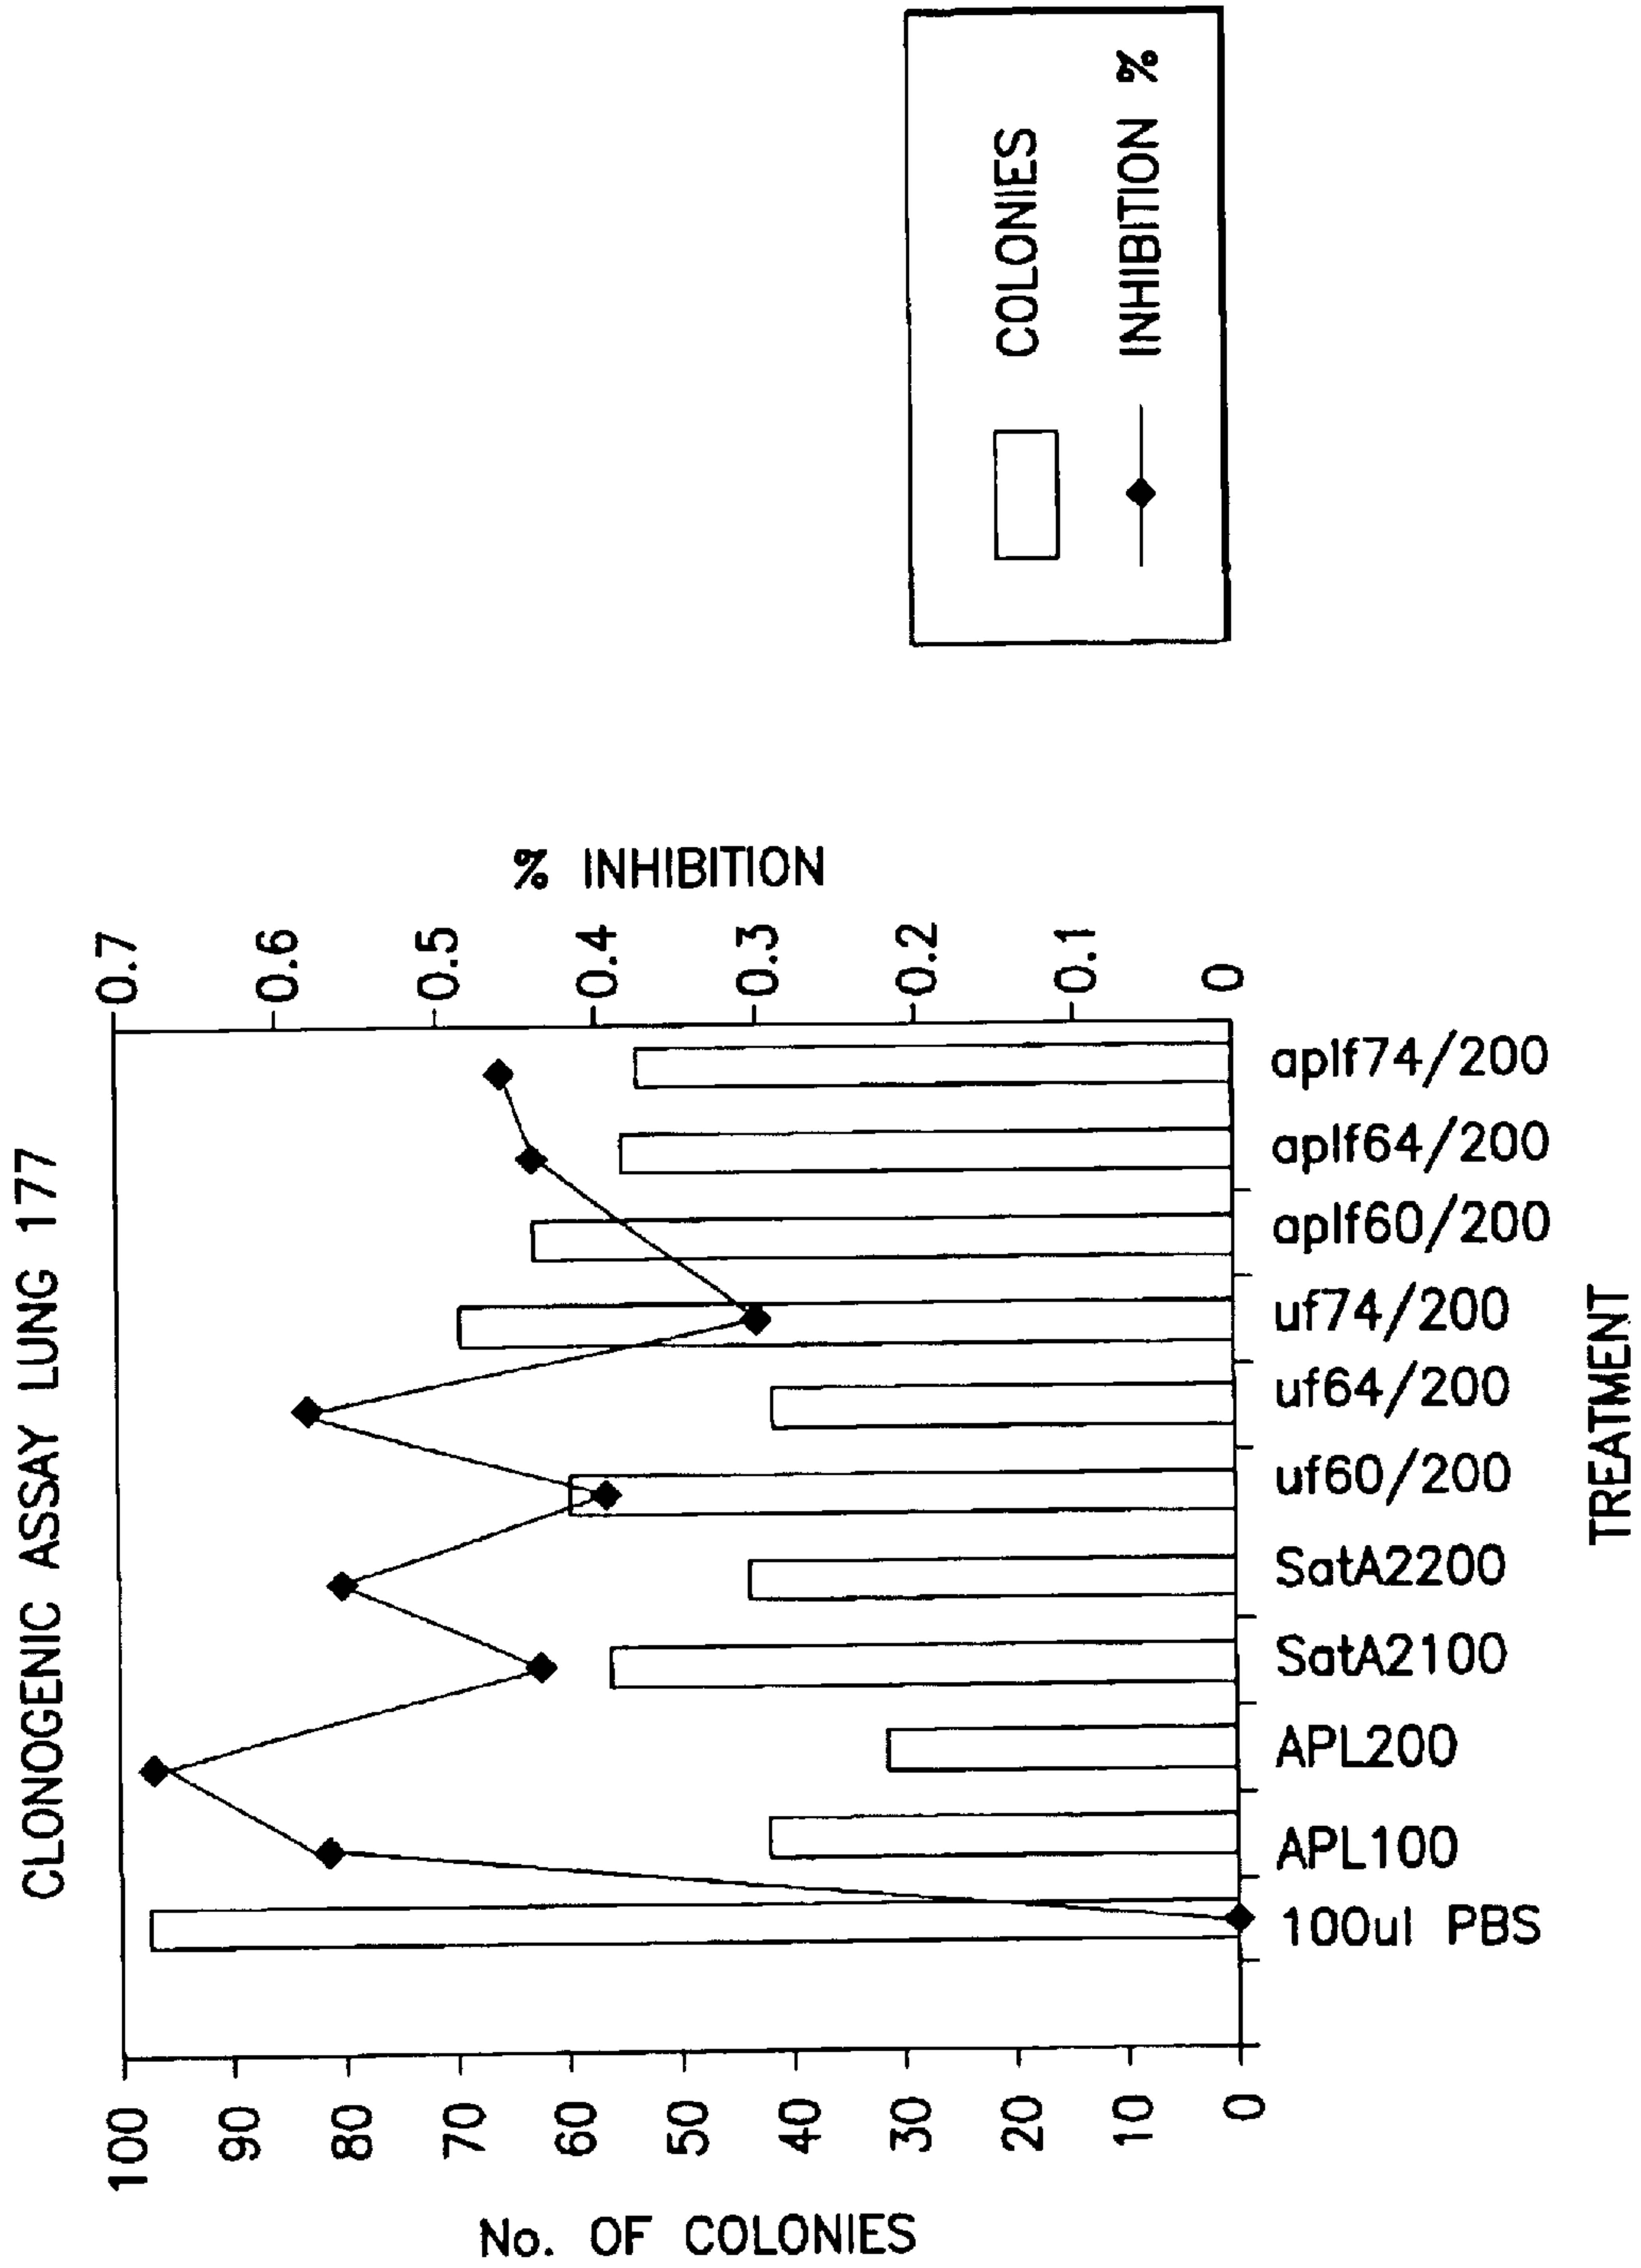 CLONOGENIC ASSAY LUNG 177
No. OF COLONIES
100
90
80
70
60
50
40
30
20
10
0
% INHIBITION
0.7
0.6
0.5
0.4
0.3
0.2
0.1
0
100ul PBS
APL100
APL200
SatA2100
SatA2200
uf60/200
uf64/200
uf74/200
aplf60/200
aplf64/200
aplf74/200
TREATMENT
COLONIES
INHIBITION %